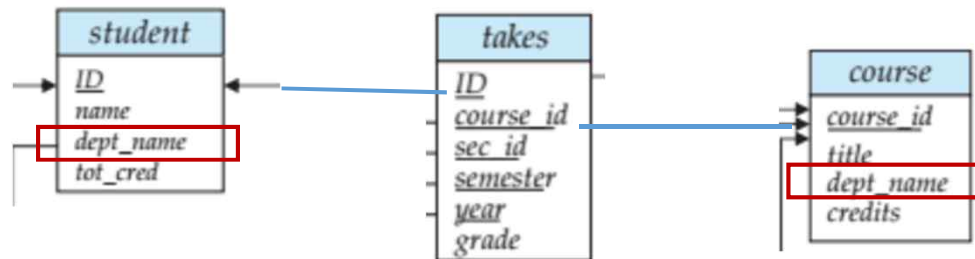 student
ID
name
dept_name
tot_cred
takes
ID
course_id
sec_id
semester
year
grade
course
course_id
title
dept_name
credits